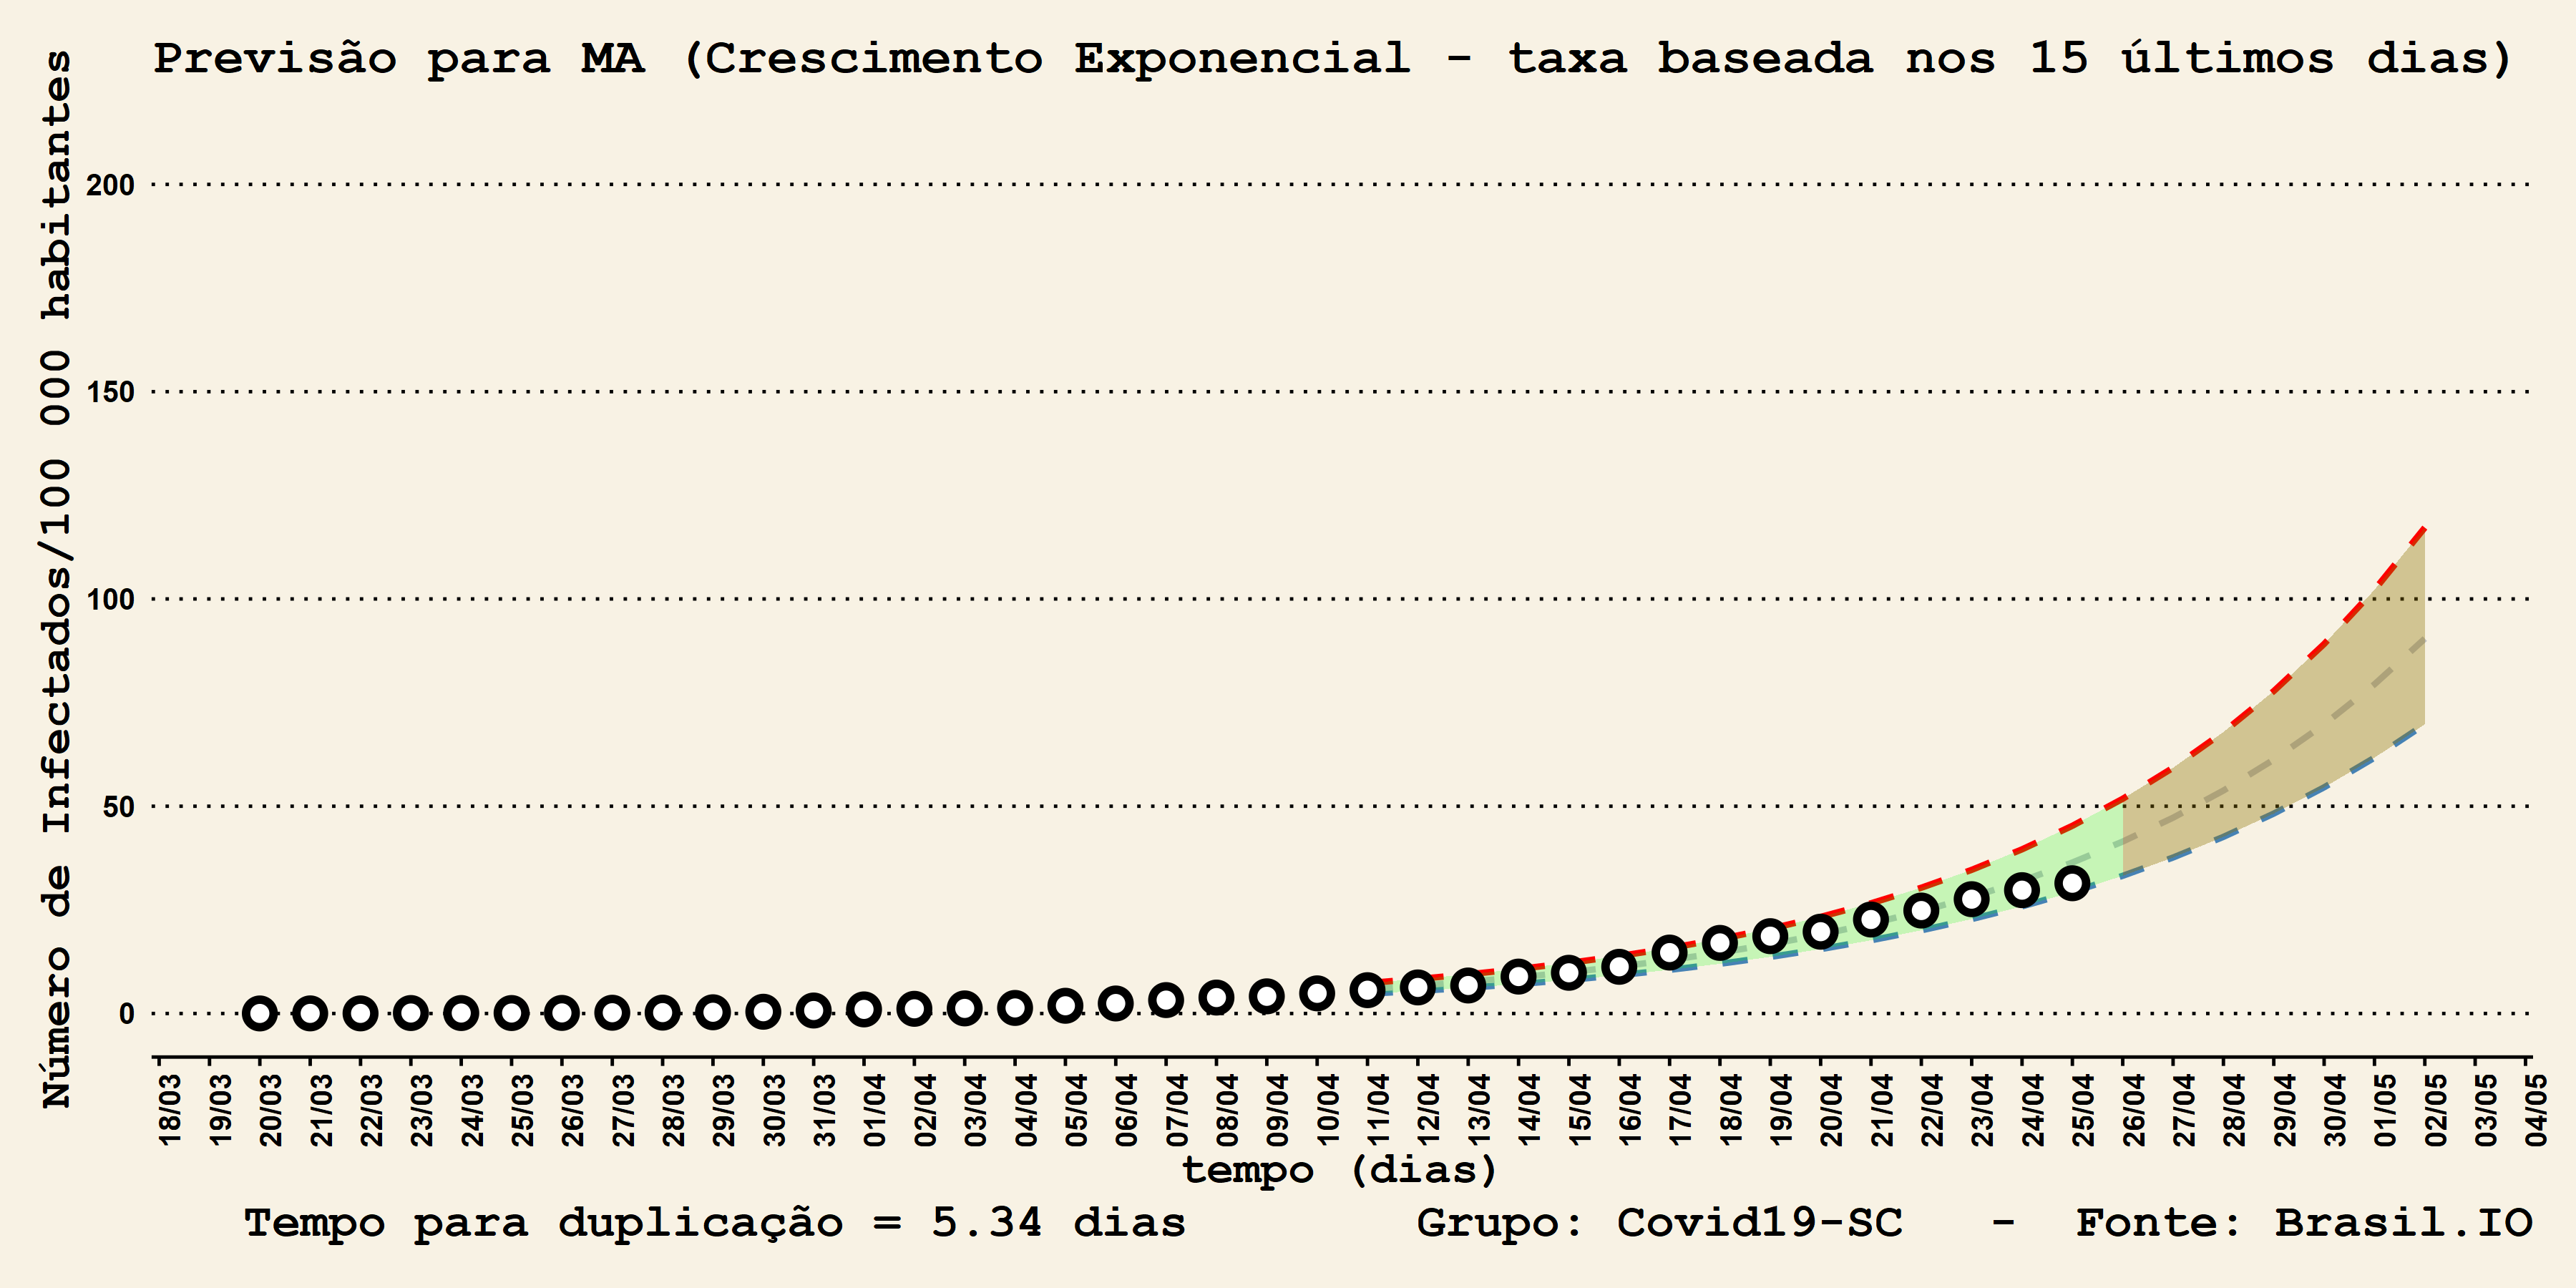 Previsão para MA (Crescimento Exponencial - taxa baseada nos 15 últimos dias)
Número de Infectados/100 000 habitantes
200
150
100
50
0
18/03 19/03 20/03 21/03 22/03 23/03 24/03 25/03 26/03 27/03 28/03 29/03 30/03 31/03 01/04 02/04 03/04 04/04 05/04 06/04 07/04 08/04 09/04 10/04 11/04 12/04 13/04 14/04 15/04 16/04 17/04 18/04 19/04 20/04 21/04 22/04 23/04 24/04 25/04 26/04 27/04 28/04 29/04 30/04 01/05 02/05 03/05 04/05
tempo (dias)
Tempo para duplicação = 5.34 dias Grupo: Covid19-SC - Fonte: Brasil.IO